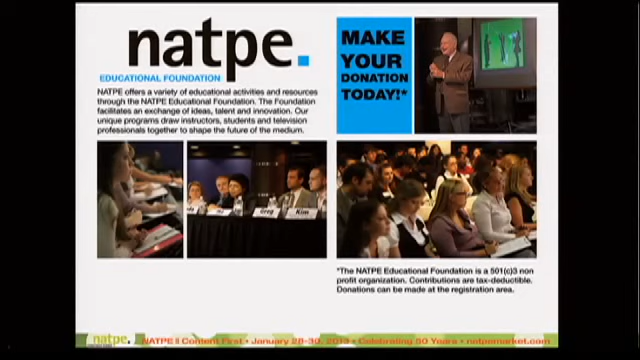 natpe.
EDUCATIONAL FOUNDATION
NATPE offers a variety of educational activities and resources
through the NATPE Educational Foundation. The Foundation
facilitates an exchange of ideas, talent and innovation. Our
unique programs draw instructors, students and television
professionals together to shape the future of the medium.
MAKE
YOUR
DONATION
TODAY!*
Greg
Kim
*The NATPE Educational Foundation is a 501(c)3 non
profit organization. Contributions are tax-deductible.
Donations can be made at the registration area.
natpe.
NATPE || Content First • January 28-30, 2013 • Celebrating 50 Years • natpemarket.com